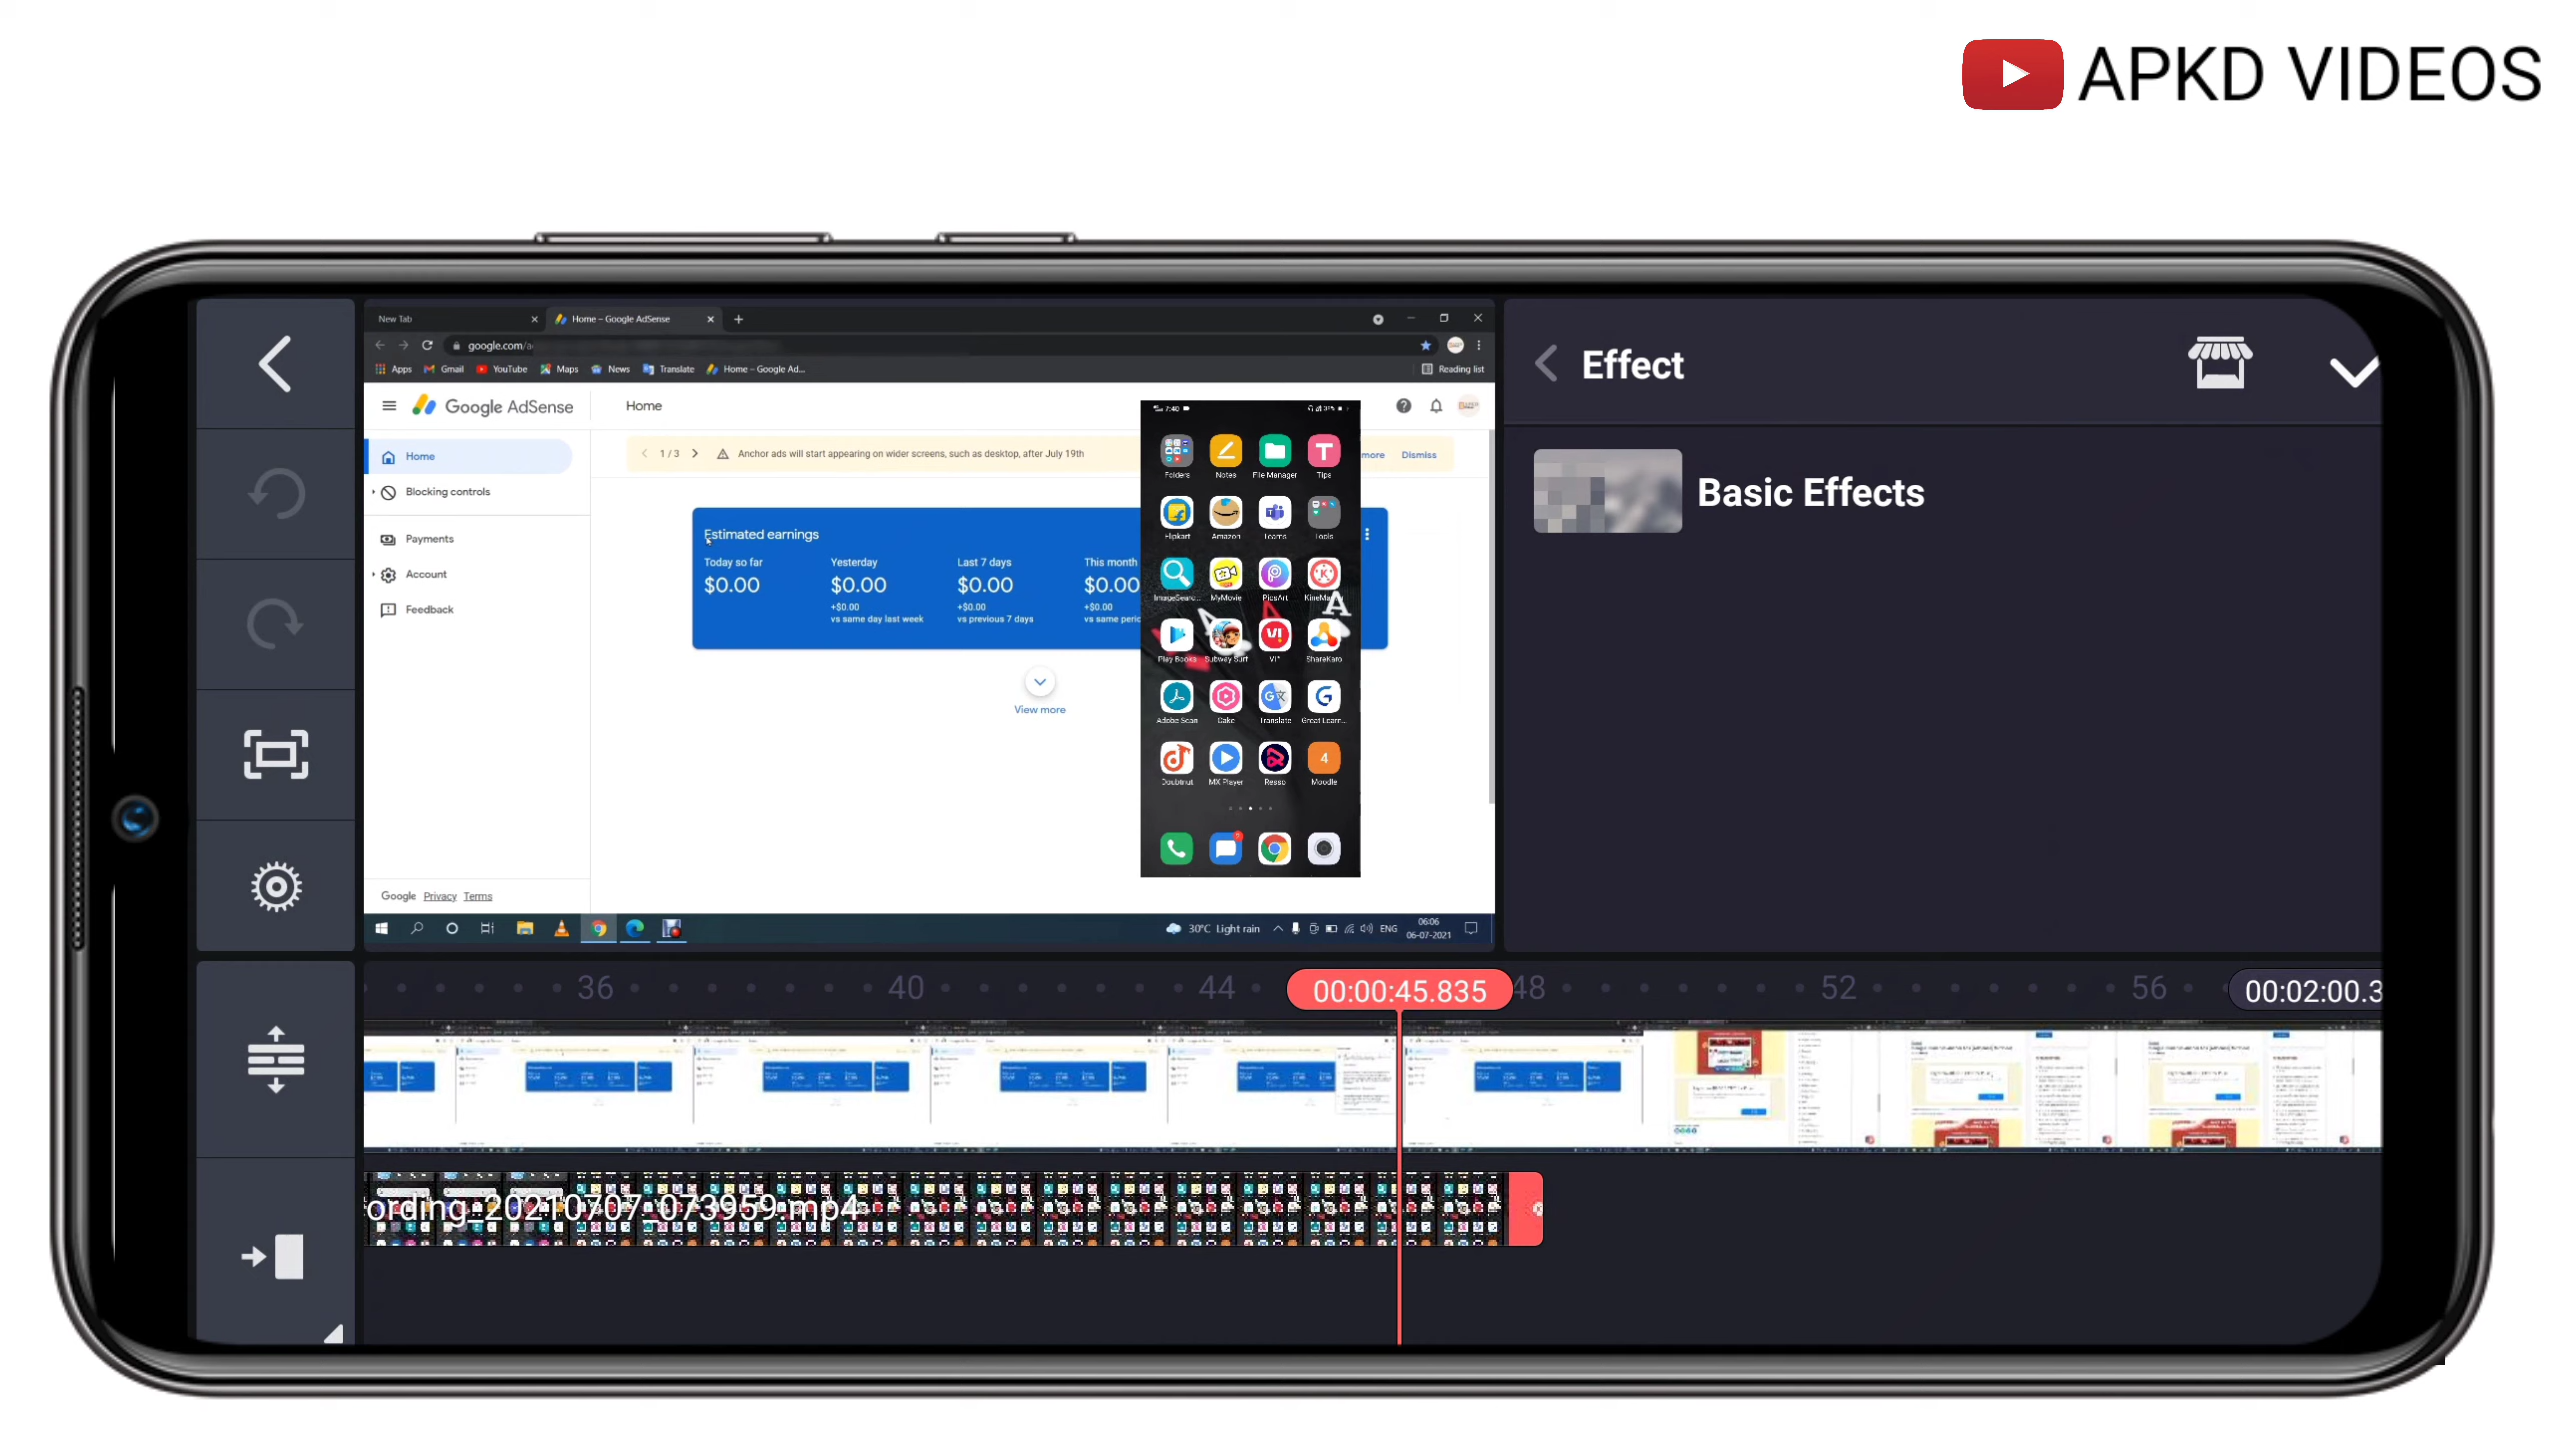 APKD VIDEOS
New Tab
Home – Google AdSense
google.com/a
Apps
Gmail
YouTube
Maps
News
Translate
Home – Google Ad...
Reading list
Google AdSense
Home
Home
Blocking controls
Payments
Account
Feedback
1 / 3
Anchor ads will start appearing on wider screens, such as desktop, after July 19th
more
Dismiss
Estimated earnings
Today so far
$0.00
Yesterday
$0.00
+$0.00
vs same day last week
Last 7 days
$0.00
+$0.00
vs previous 7 days
This month
$0.00
+$0.00
vs same peri
View more
Google Privacy Terms
7:40
31%
Folders
Notes
File Manager
Tips
Flipkart
Amazon
Teams
Tools
ImageSearc...
MyMovie
PicsArt
KineMa
Play Books
Subway Surf
Vi
ShareKaro
Adobe Scan
Cake
Translate
Great Learn...
Doubtnut
MX Player
Resso
Moodle
30°C Light rain
ENG
06:06
06-07-2021
Effect
Basic Effects
36
40
44
00:00:45.835
48
52
56
00:02:00.3
ording_20210707_073959.mp4